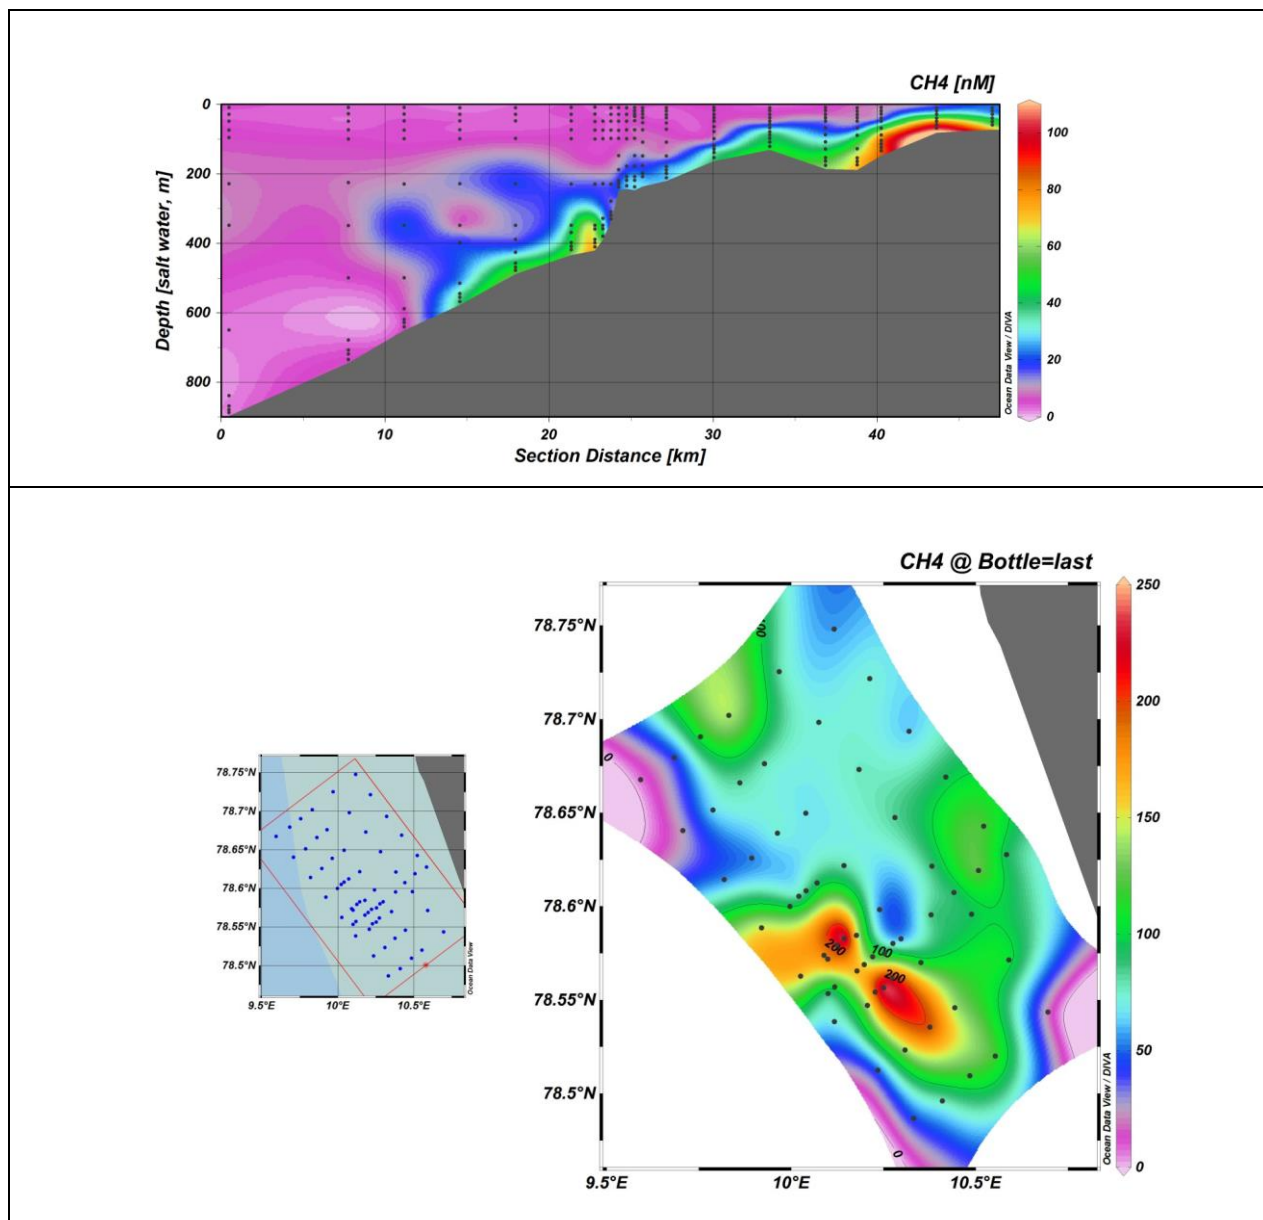 CH4 [nM]
0
200
400
600
800
Depth [salt water, m]
0
10
20
30
40
Section Distance [km]
100
80
60
40
20
0
Ocean Data View / DIVA
CH4 @ Bottle=last
78.75°N
78.7°N
78.65°N
78.6°N
78.55°N
78.5°N
9.5°E
10°E
10.5°E
Ocean Data View
78.75°N
78.7°N
78.65°N
78.6°N
78.55°N
78.5°N
9.5°E
10°E
10.5°E
0
200
100
200
0
250
200
150
100
50
0
Ocean Data View / DIVA